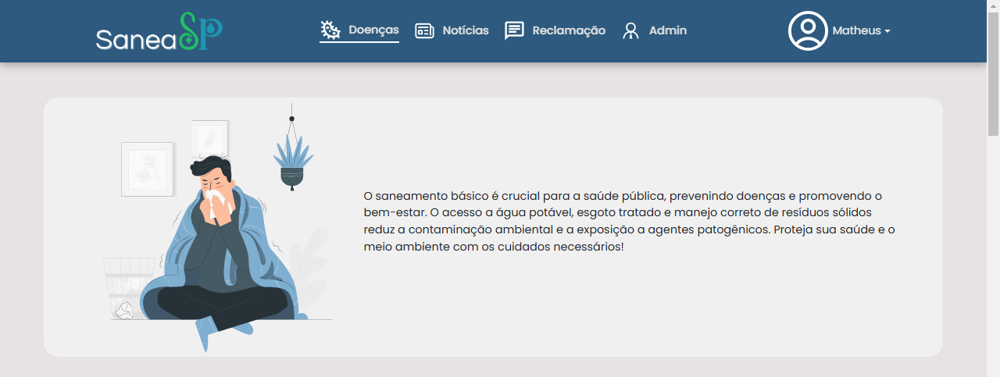 SaneaSP
Doenças
Notícias
Reclamação
Admin
Matheus
O saneamento básico é crucial para a saúde pública, prevenindo doenças e promovendo o
bem-estar. O acesso a água potável, esgoto tratado e manejo correto de resíduos sólidos
reduz a contaminação ambiental e a exposição a agentes patogênicos. Proteja sua saúde e o
meio ambiente com os cuidados necessários!